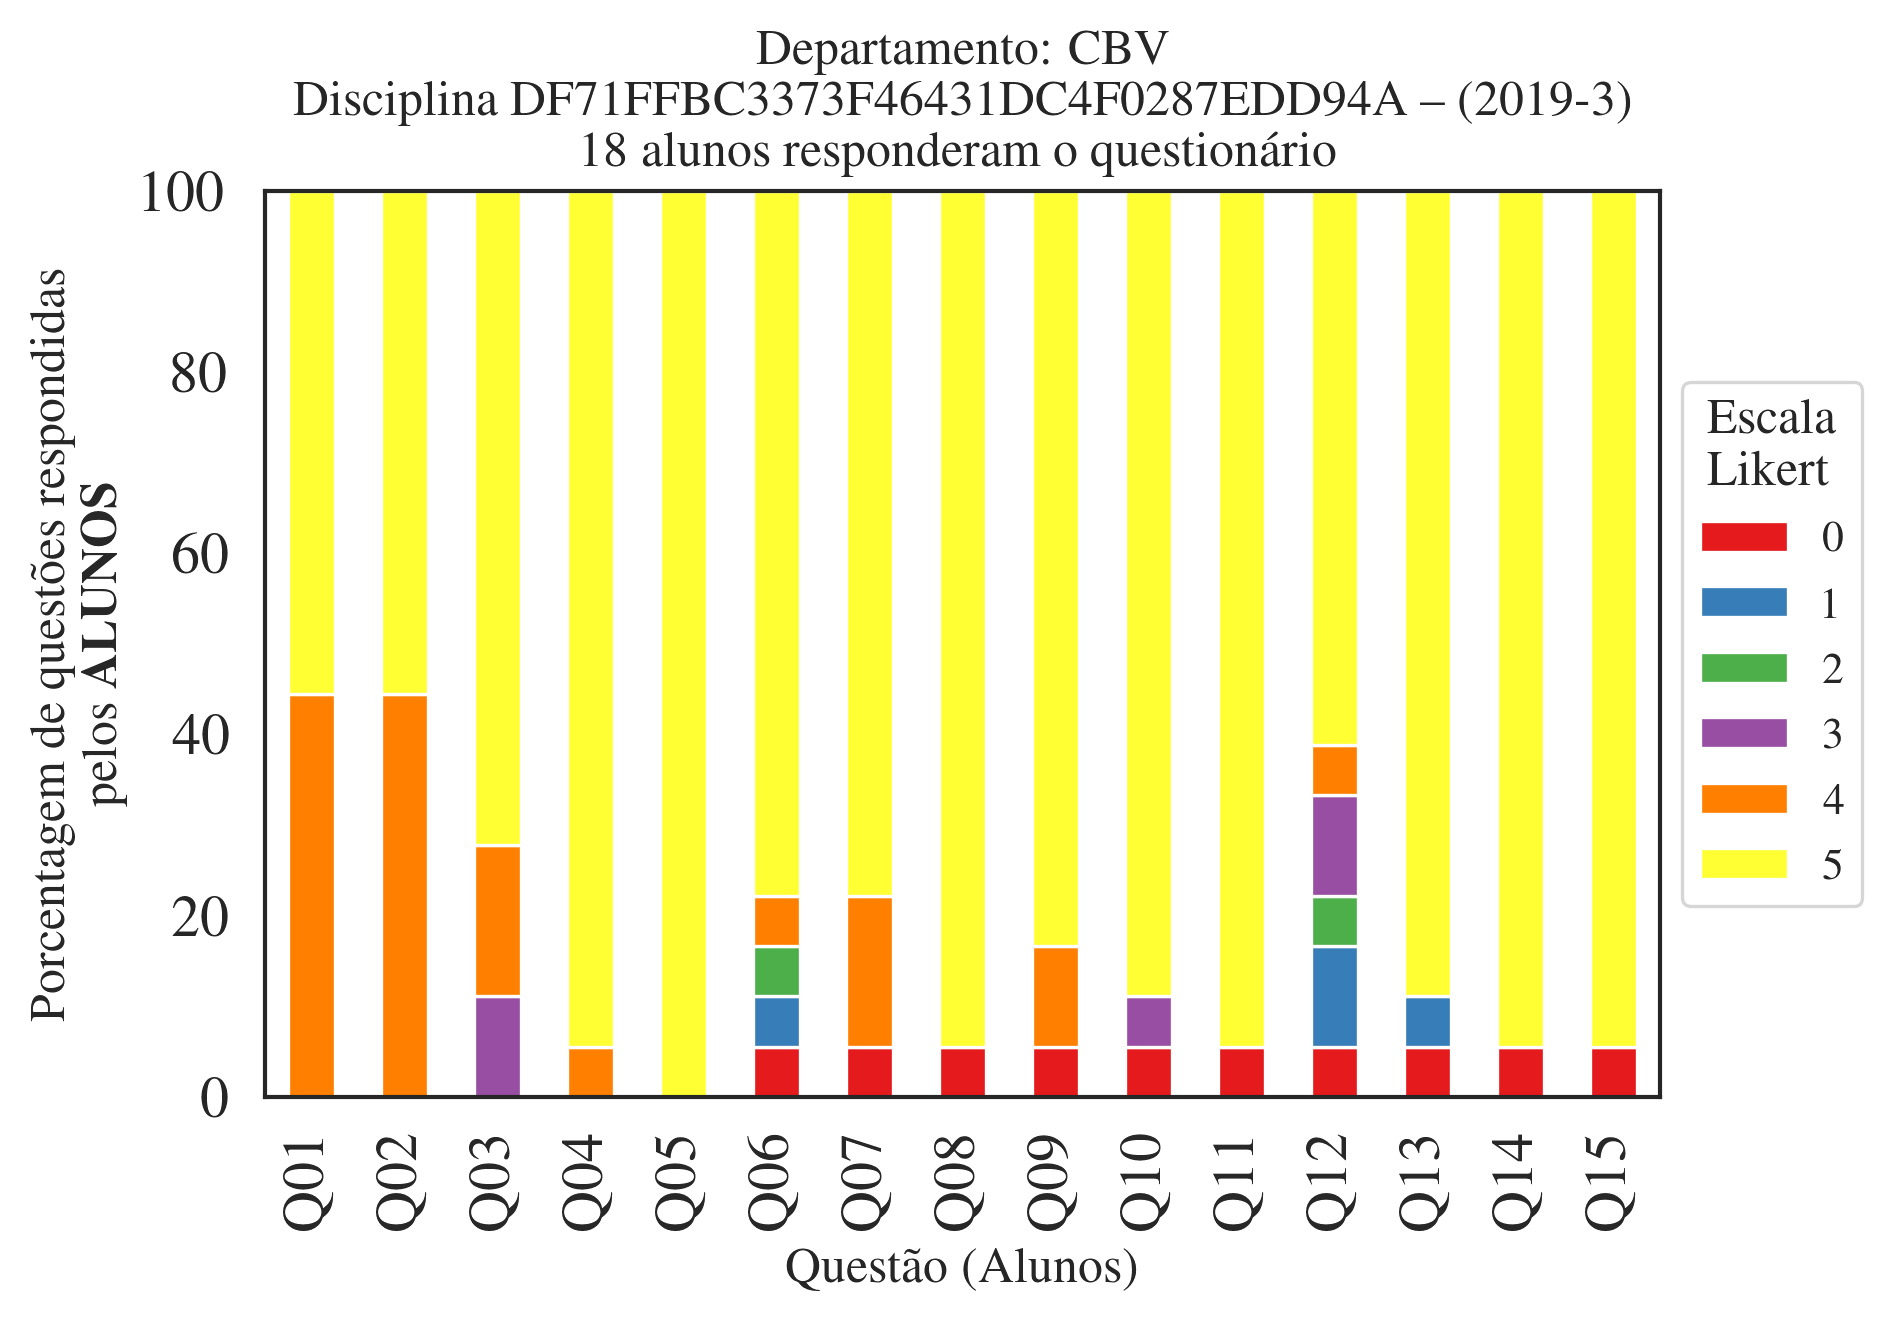 Departamento: CBV
Disciplina DF71FFBC3373F46431DC4F0287EDD94A – (2019-3)
18 alunos responderam o questionário
Porcentagem de questões respondidas
pelos ALUNOS
100
80
60
40
20
0
Q01
Q02
Q03
Q04
Q05
Q06
Q07
Q08
Q09
Q10
Q11
Q12
Q13
Q14
Q15
Questão (Alunos)
Escala
Likert
0
1
2
3
4
5